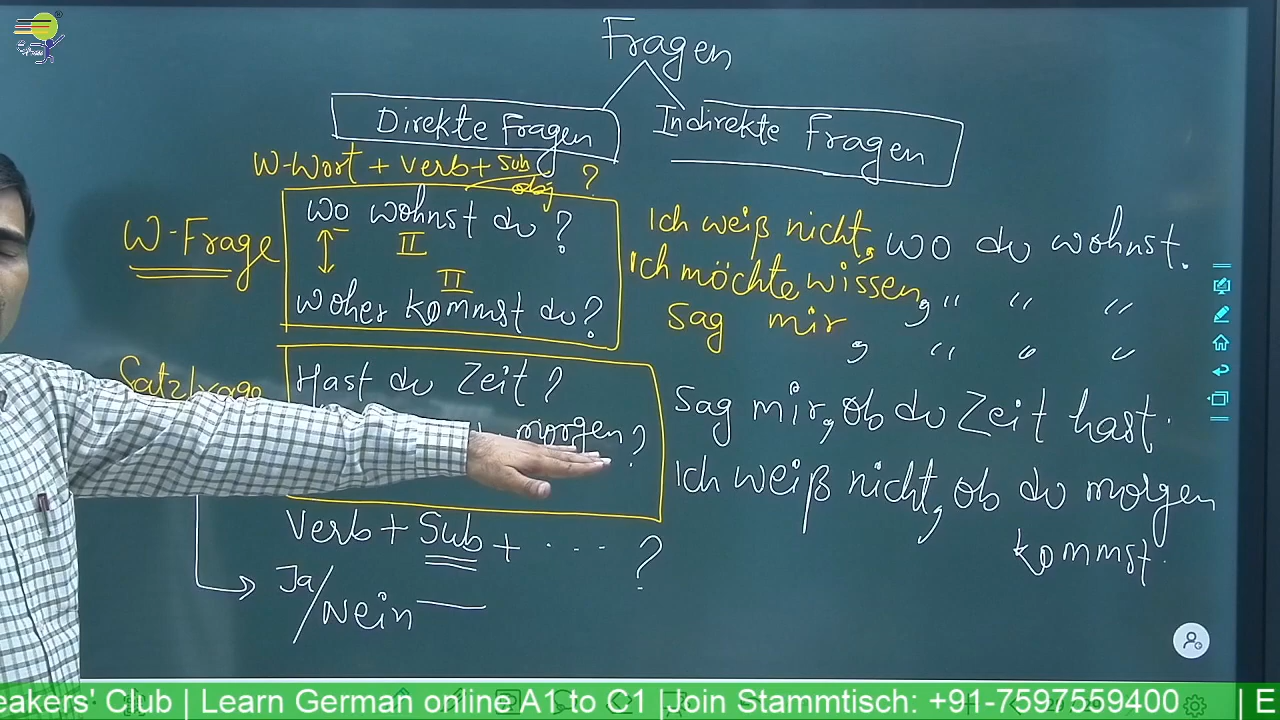 Fragen
Direkte Fragen
Indirekte Fragen
W-Wort + Verb + Sub ?
obj
W-Frage
wo wohnst du?
II
II
woher kommst du?
Ich weiß nicht, wo du wohnst.
Ich möchte wissen, " " "
Sag mir, " " "
Satzfrage
Hast du Zeit?
morgen?
Verb + Sub + .... ?
Ja/Nein
Sag mir, ob du Zeit hast.
Ich weiß nicht, ob du morgen
kommst.
eakers' Club | Learn German online A1 to C1 |Join Stammtisch: +91-7597559400 | E